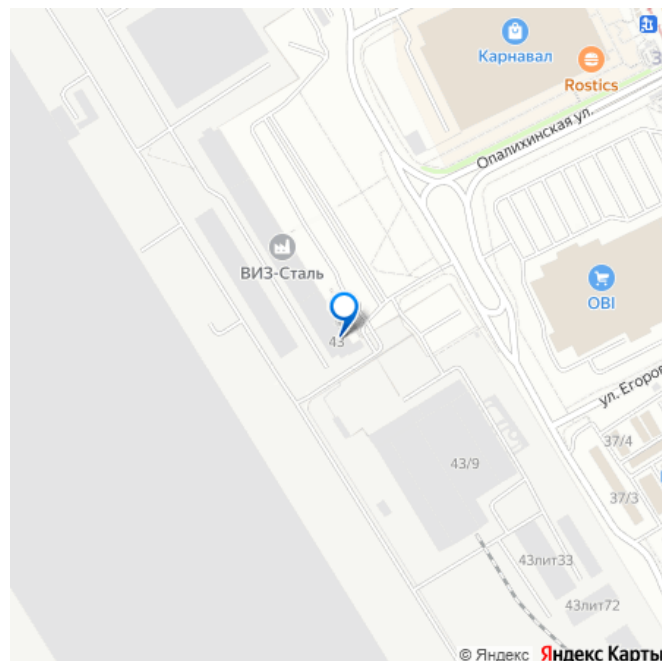 Карнавал
Rostics
Опалихинская ул.
ВИЗ-Сталь
OBI
43
ул. Егоров
37/4
43/9
37/3
43лит33
43лит72
© Яндекс Яндекс Карты